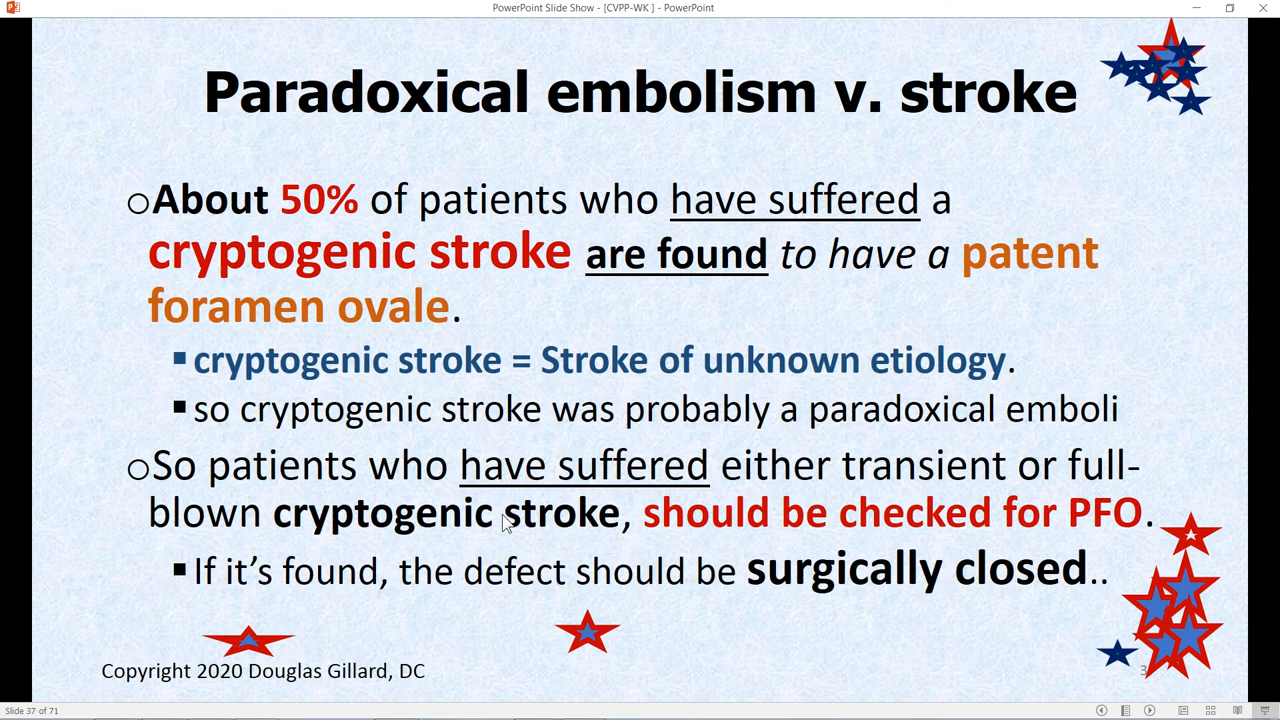 PowerPoint Slide Show - [CVPP-WK ] - PowerPoint
Paradoxical embolism v. stroke
oAbout 50% of patients who have suffered a
cryptogenic stroke are found to have a patent
foramen ovale.
▪cryptogenic stroke = Stroke of unknown etiology.
▪so cryptogenic stroke was probably a paradoxical emboli
oSo patients who have suffered either transient or full-
blown cryptogenic stroke, should be checked for PFO.
▪If it’s found, the defect should be surgically closed..
Copyright 2020 Douglas Gillard, DC
Slide 37 of 71